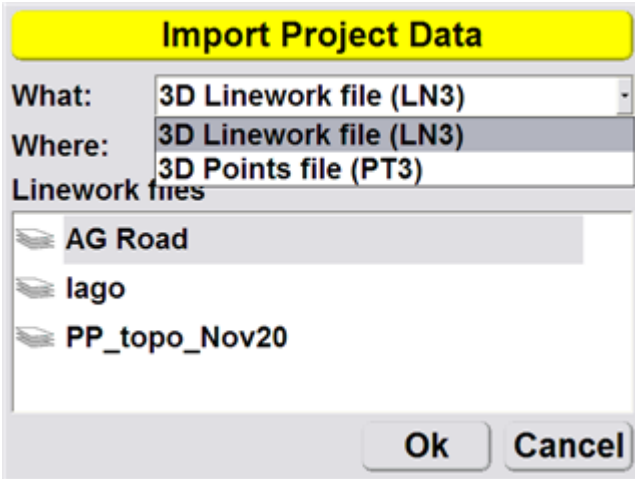 Import Project Data
What: 3D Linework file (LN3)
3D Linework file (LN3)
Where:
3D Points file (PT3)
Linework files
AG Road
lago
PP_topo_Nov20
Ok Cancel